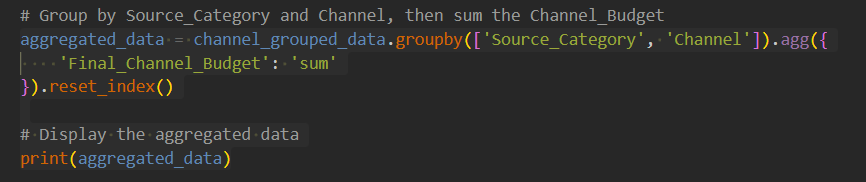 # Group by Source_Category and Channel, then sum the Channel_Budget
aggregated_data = channel_grouped_data.groupby(['Source_Category', 'Channel']).agg({
    'Final_Channel_Budget': 'sum'
}).reset_index()

# Display the aggregated data
print(aggregated_data)